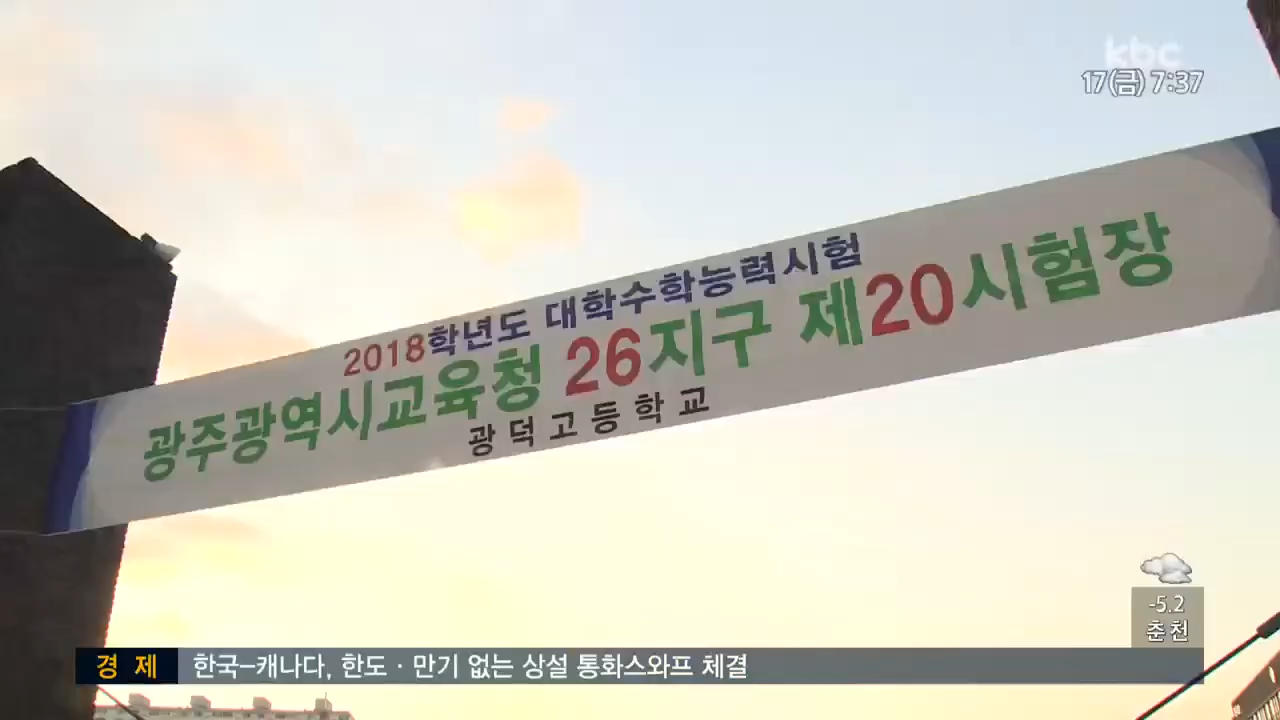 kbc
17(금) 7:37
2018학년도 대학수학능력시험
광주광역시교육청 26지구 제20시험장
광덕고등학교
-5.2
춘천
경제 한국-캐나다, 한도·만기 없는 상설 통화스와프 체결